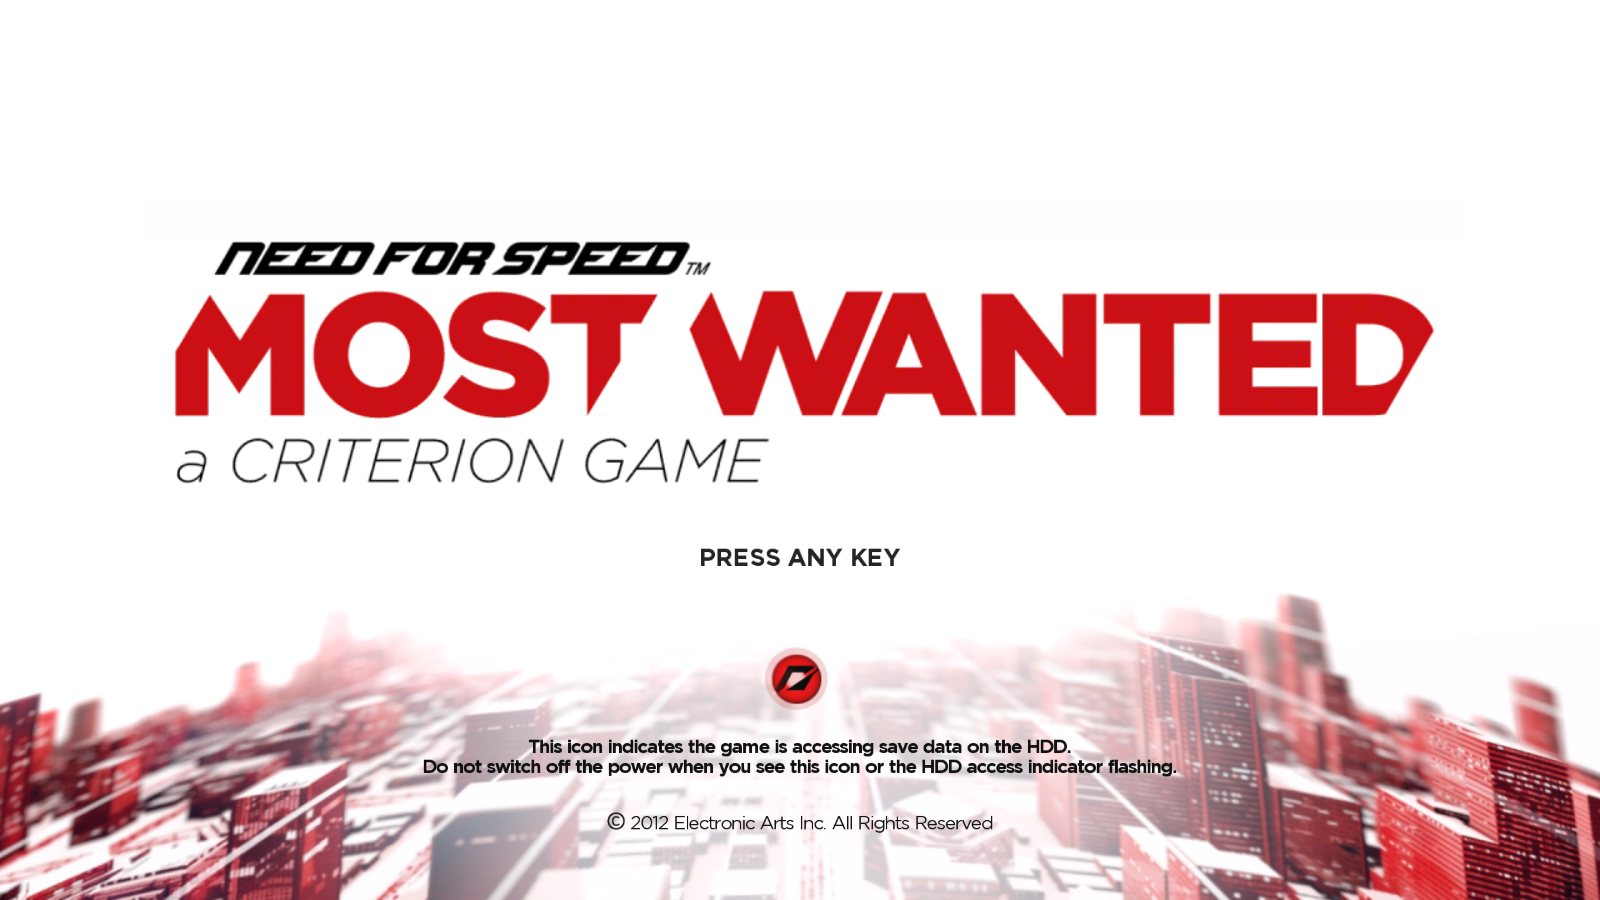 NEED FOR SPEED™
MOST WANTED
a CRITERION GAME
PRESS ANY KEY
This icon indicates the game is accessing save data on the HDD.
Do not switch off the power when you see this icon or the HDD access indicator flashing.
© 2012 Electronic Arts Inc. All Rights Reserved